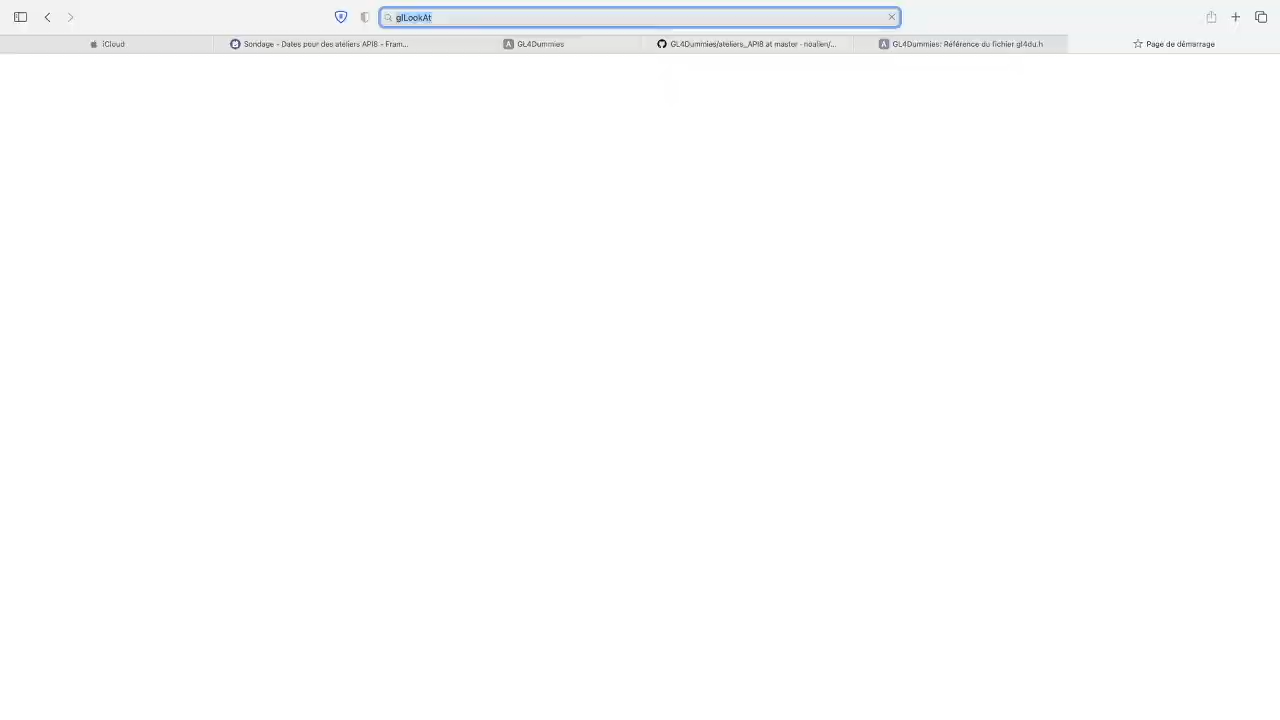 glLookAt
iCloud
Sondage - Dates pour des ateliers API8 - Fram...
GL4Dummies
GL4Dummies/ateliers_API8 at master · noalien/...
GL4Dummies: Référence du fichier gl4du.h
Page de démarrage